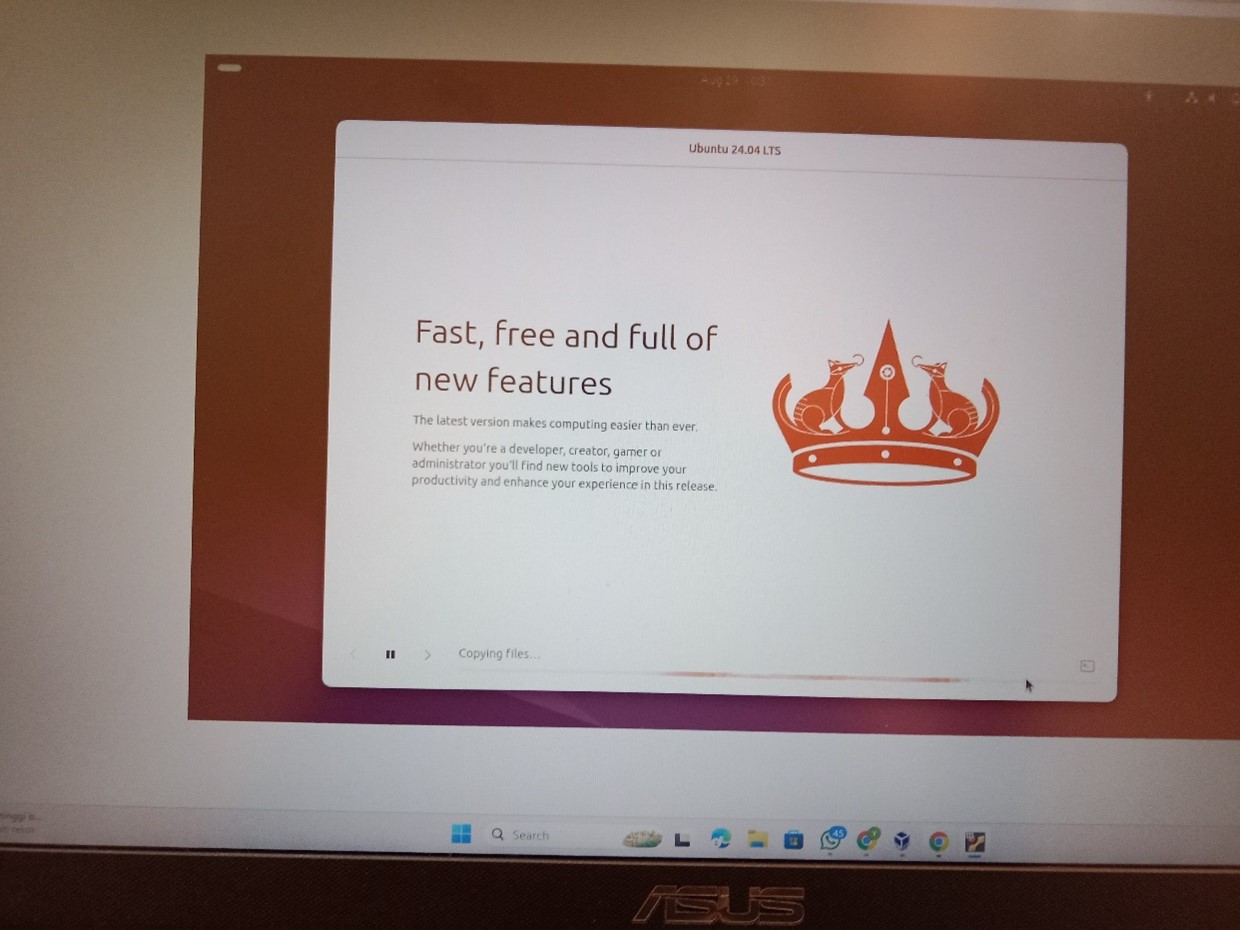 Aug 29
Ubuntu 24.04 LTS
Fast, free and full of
new features
The latest version makes computing easier than ever.
Whether you're a developer, creator, gamer or
administrator you'll find new tools to improve your
productivity and enhance your experience in this release.
Copying files...
Search
45
ASUS